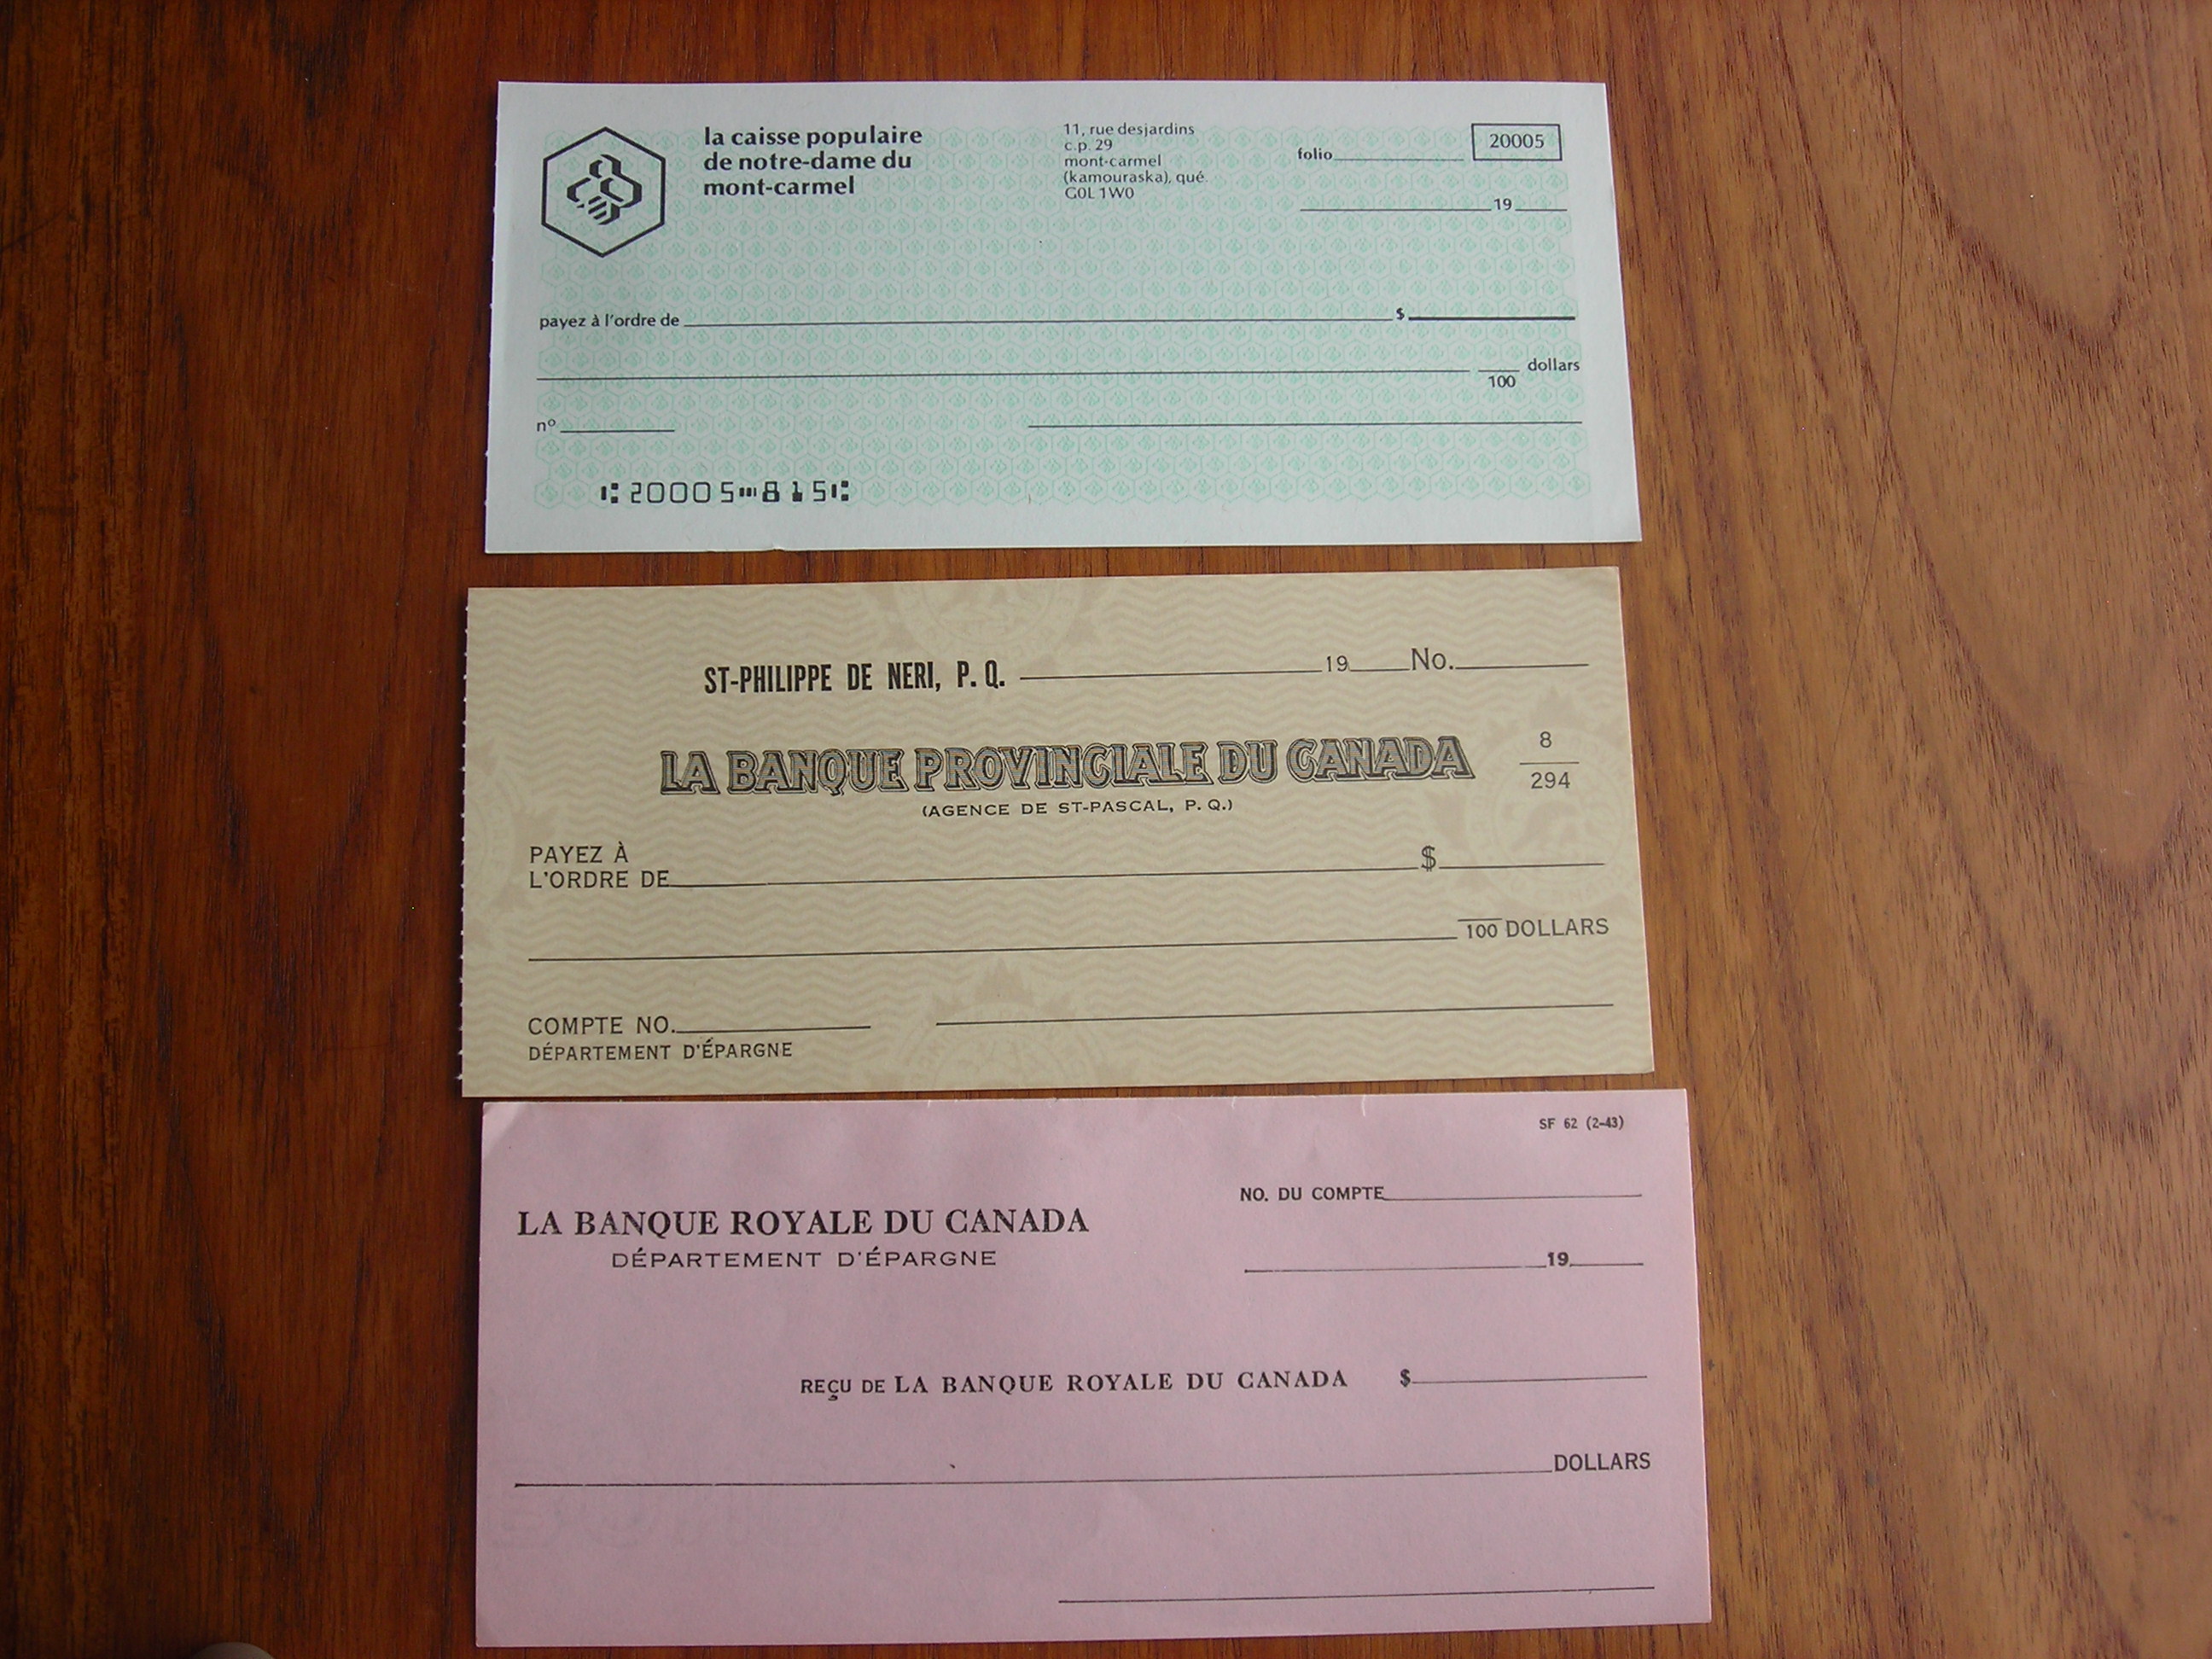 la caisse populaire
de notre-dame du
mont-carmel
11, rue desjardins
c.p. 29
mont-carmel
(kamouraska), qué.
G0L 1W0
folio
20005
19
payez à l'ordre de $
dollars
100
nº
⑆20005⑉815⑆
ST-PHILIPPE DE NERI, P. Q. 19 No.
LA BANQUE PROVINCIALE DU CANADA
(AGENCE DE ST-PASCAL, P. Q.)
8
294
PAYEZ À
L'ORDRE DE $
100 DOLLARS
COMPTE NO.
DÉPARTEMENT D'ÉPARGNE
SF 62 (2-43)
NO. DU COMPTE
LA BANQUE ROYALE DU CANADA
DÉPARTEMENT D'ÉPARGNE
19
REÇU DE LA BANQUE ROYALE DU CANADA $
DOLLARS